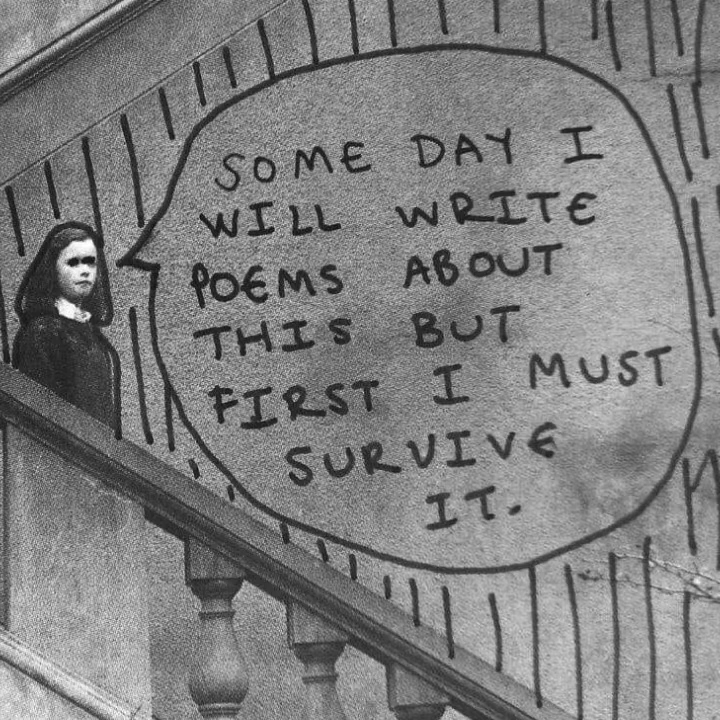 SOME DAY I
WILL WRITE
POEMS ABOUT
THIS BUT
FIRST I MUST
SURVIVE
IT.